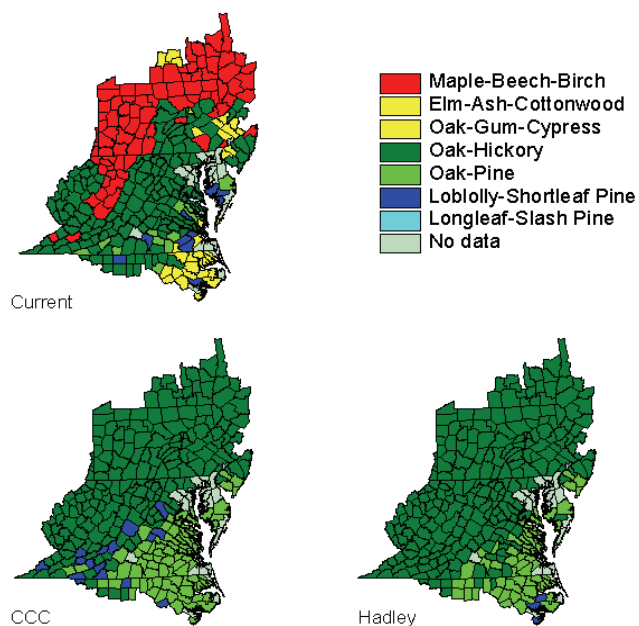 Maple-Beech-Birch
Elm-Ash-Cottonwood
Oak-Gum-Cypress
Oak-Hickory
Oak-Pine
Loblolly-Shortleaf Pine
Longleaf-Slash Pine
No data
Current
CCC
Hadley